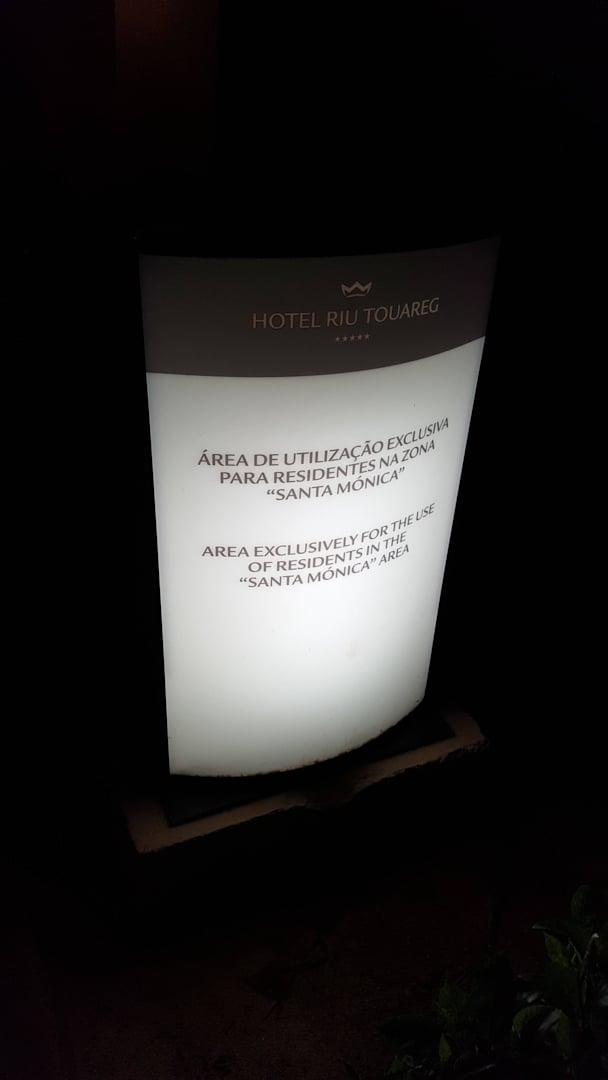 HOTEL RIU TOUAREG
★★★★★
ÁREA DE UTILIZAÇÃO EXCLUSIVA
PARA RESIDENTES NA ZONA
“SANTA MÓNICA”
AREA EXCLUSIVELY FOR THE USE
OF RESIDENTS IN THE
“SANTA MÓNICA” AREA